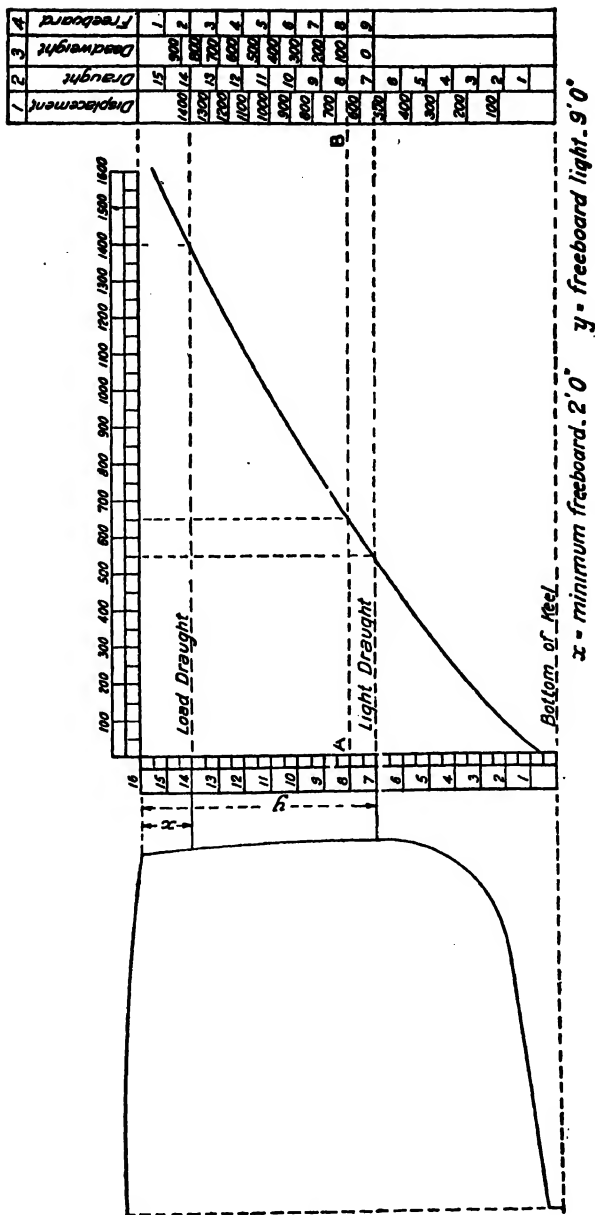 1 Displacement 1400 1300 1200 1100 1000 900 800 700 600 500 400 300 200 100
2 Draught 15 14 13 12 11 10 9 8 7 6 5 4 3 2 1
3 Deadweight 900 800 700 600 500 400 300 200 100 0
4 Freeboard 1 2 3 4 5 6 7 8 9
100 200 300 400 500 600 700 800 900 1000 1100 1200 1300 1400 1500 1600
16 15 14 13 12 11 10 9 8 7 6 5 4 3 2 1
x
y
Load Draught
A
B
Light Draught
Bottom of Keel
x = minimum freeboard. 2'0"
y = freeboard light. 9'0"